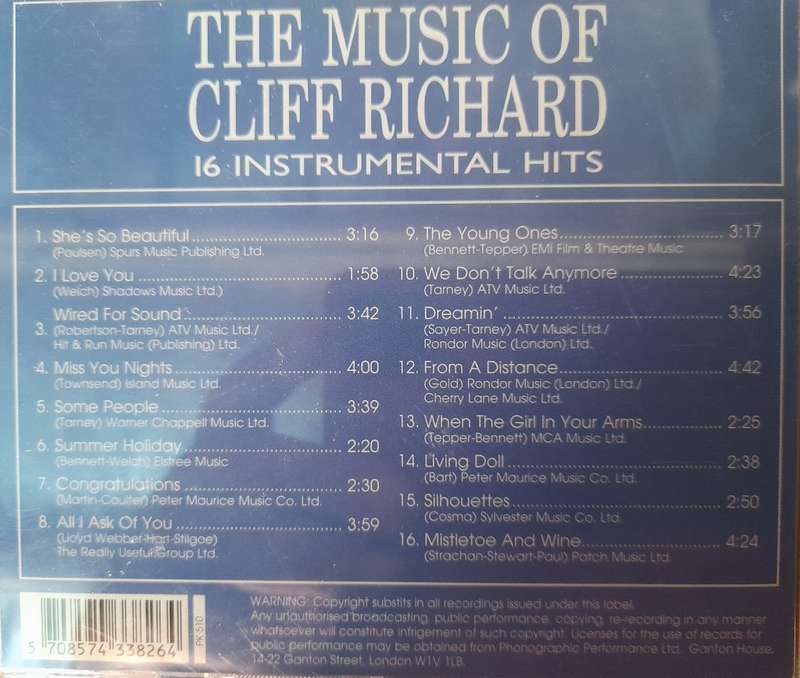 THE MUSIC OF
CLIFF RICHARD
16 INSTRUMENTAL HITS
1. She's So Beautiful 3:16
(Poulsen) Spurs Music Publishing Ltd.
2. I Love You 1:58
(Welch) Shadows Music Ltd.)
Wired For Sound 3:42
3. (Robertson-Tarney) ATV Music Ltd./
Hit & Run Music (Publishing) Ltd.
4. Miss You Nights 4:00
(Townsend) Island Music Ltd.
5. Some People 3:39
(Tarney) Warner Chappell Music Ltd.
6. Summer Holiday 2:20
(Bennett-Welch) Elstree Music
7. Congratulations 2:30
(Martin-Coulter) Peter Maurice Music Co. Ltd.
8. All I Ask Of You 3:59
(Lloyd Webber-Hart-Stilgoe)
The Really Useful Group Ltd.
9. The Young Ones 3:17
(Bennett-Tepper) EMI Film & Theatre Music
10. We Don't Talk Anymore 4:23
(Tarney) ATV Music Ltd.
11. Dreamin' 3:56
(Sayer-Tarney) ATV Music Ltd./
Rondor Music (London) Ltd.
12. From A Distance 4:42
(Gold) Rondor Music (London) Ltd./
Cherry Lane Music Ltd.
13. When The Girl In Your Arms 2:25
(Tepper-Bennett) MCA Music Ltd.
14. Living Doll 2:38
(Bart) Peter Maurice Music Co. Ltd.
15. Silhouettes 2:50
(Cosma) Sylvester Music Co. Ltd.
16. Mistletoe And Wine 4:24
(Strachan-Stewart-Paul) Patch Music Ltd.
5 708574 338264
PK 510
WARNING: Copyright substits in all recordings issued under this label.
Any unauthorised broadcasting, public performance, copying, re-recording in any manner
whatsoever will constitute infrigement of such copyright. Licenses for the use of records for
public performance may be obtained from Phonographic Performance Ltd. Ganton House,
14-22 Ganton Street, London W1V 1LB.